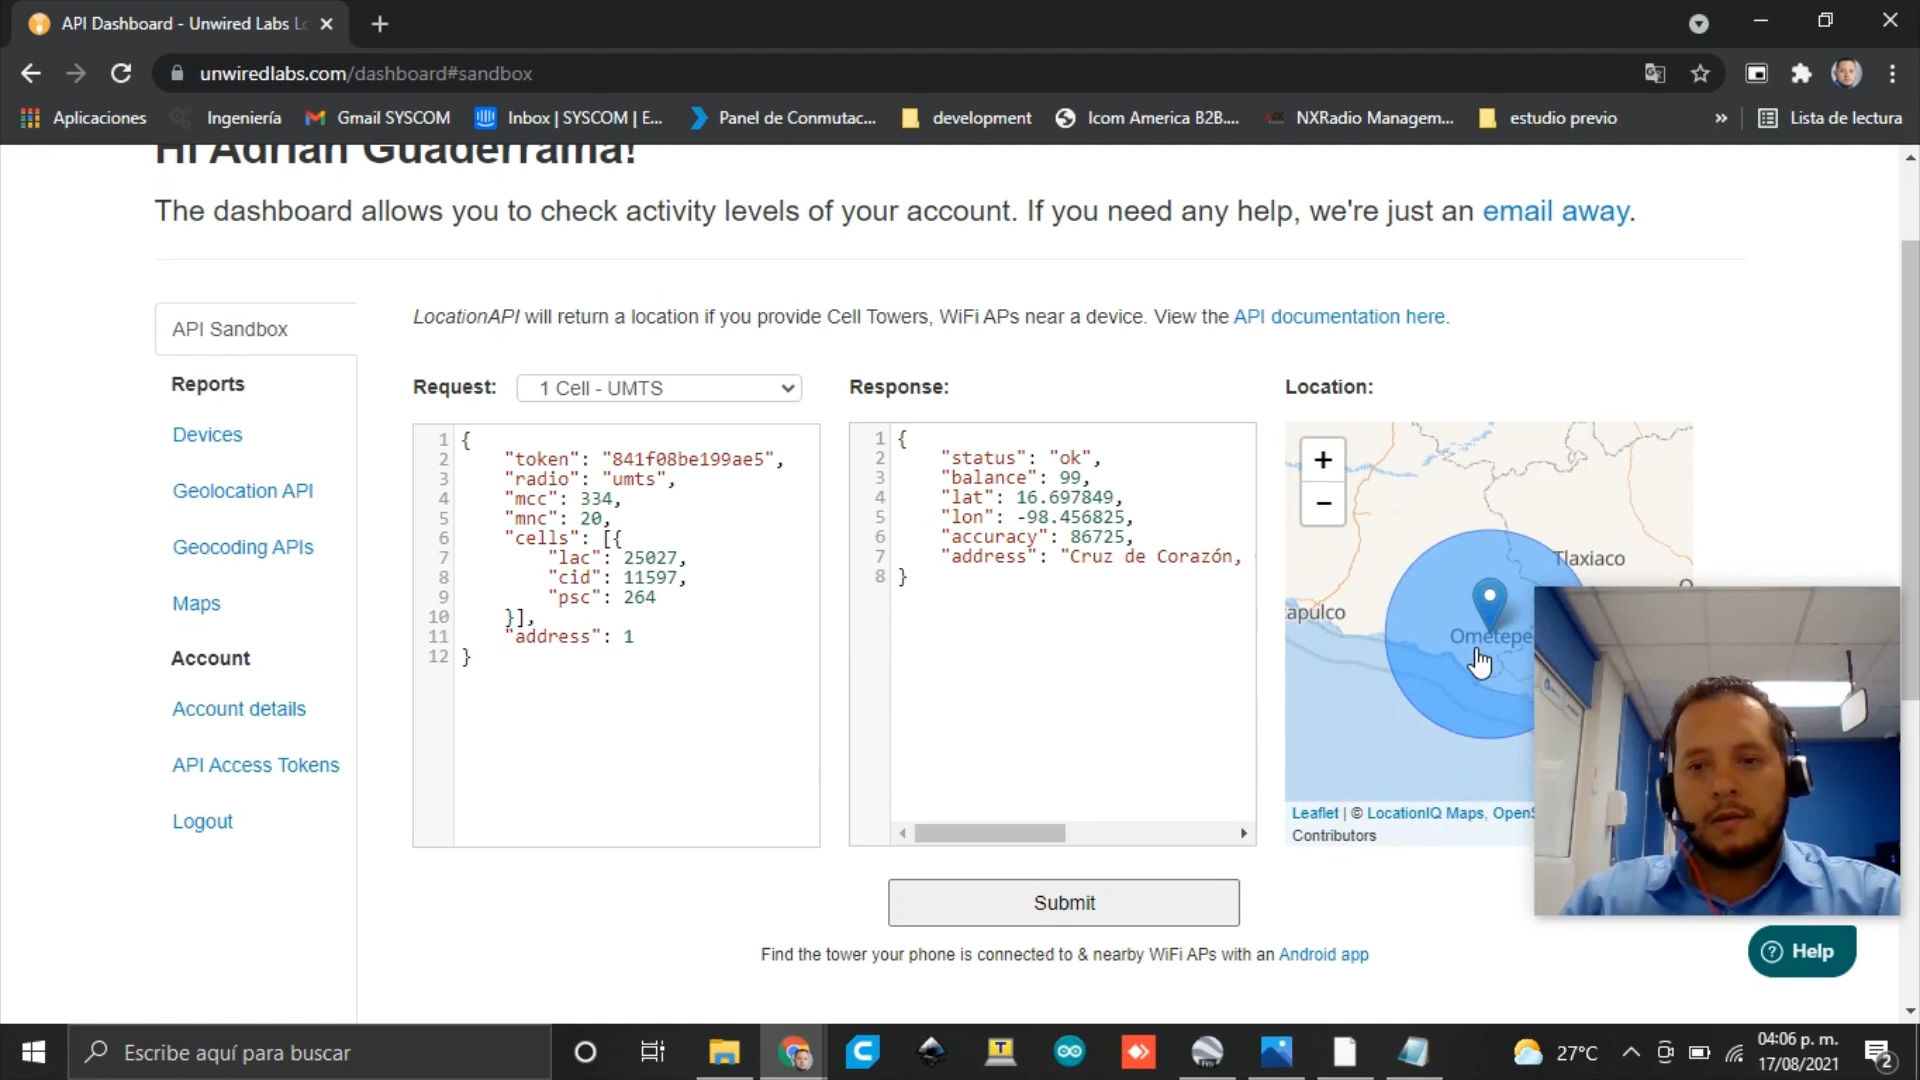 API Dashboard - Unwired Labs Lo
unwiredlabs.com/dashboard#sandbox
Aplicaciones
Ingeniería
Gmail SYSCOM
Inbox | SYSCOM | E...
Panel de Conmutac...
development
Icom America B2B....
NXRadio Managem...
estudio previo
»
Lista de lectura
Hi Adrian Guaderrama!
The dashboard allows you to check activity levels of your account. If you need any help, we're just an email away.
API Sandbox
Reports
Devices
Geolocation API
Geocoding APIs
Maps
Account
Account details
API Access Tokens
Logout
LocationAPI will return a location if you provide Cell Towers, WiFi APs near a device. View the API documentation here.
Request:
1 Cell - UMTS
1 {
2 "token": "841f08be199ae5",
3 "radio": "umts",
4 "mcc": 334,
5 "mnc": 20,
6 "cells": [{
7 "lac": 25027,
8 "cid": 11597,
9 "psc": 264
10 }],
11 "address": 1
12 }
Response:
1 {
2 "status": "ok",
3 "balance": 99,
4 "lat": 16.697849,
5 "lon": -98.456825,
6 "accuracy": 86725,
7 "address": "Cruz de Corazón,
8 }
Location:
+
−
Tlaxiaco
apulco
Ometepe
Leaflet | © LocationIQ Maps, OpenS
Contributors
Submit
Find the tower your phone is connected to & nearby WiFi APs with an Android app
Help
Escribe aquí para buscar
27°C
04:06 p. m.
17/08/2021
2